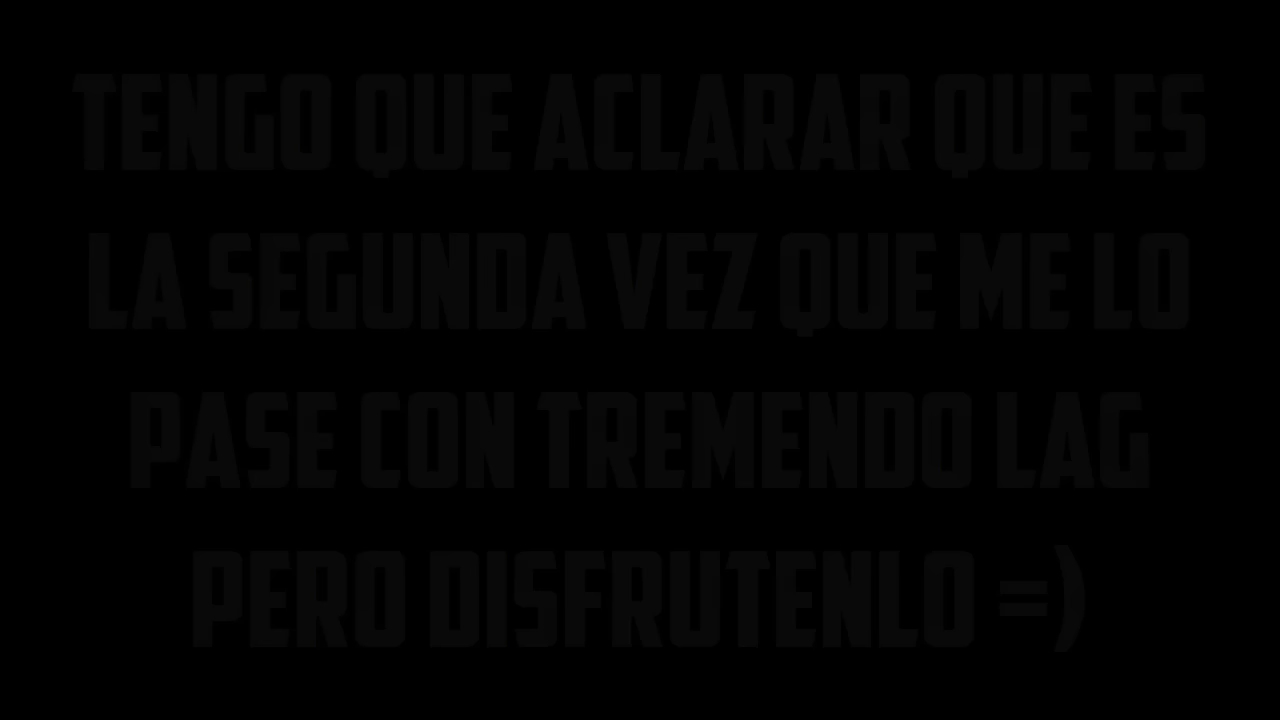 TENGO QUE ACLARAR QUE ES
LA SEGUNDA VEZ QUE ME LO
PASE CON TREMENDO LAG
PERO DISFRUTENLO =)